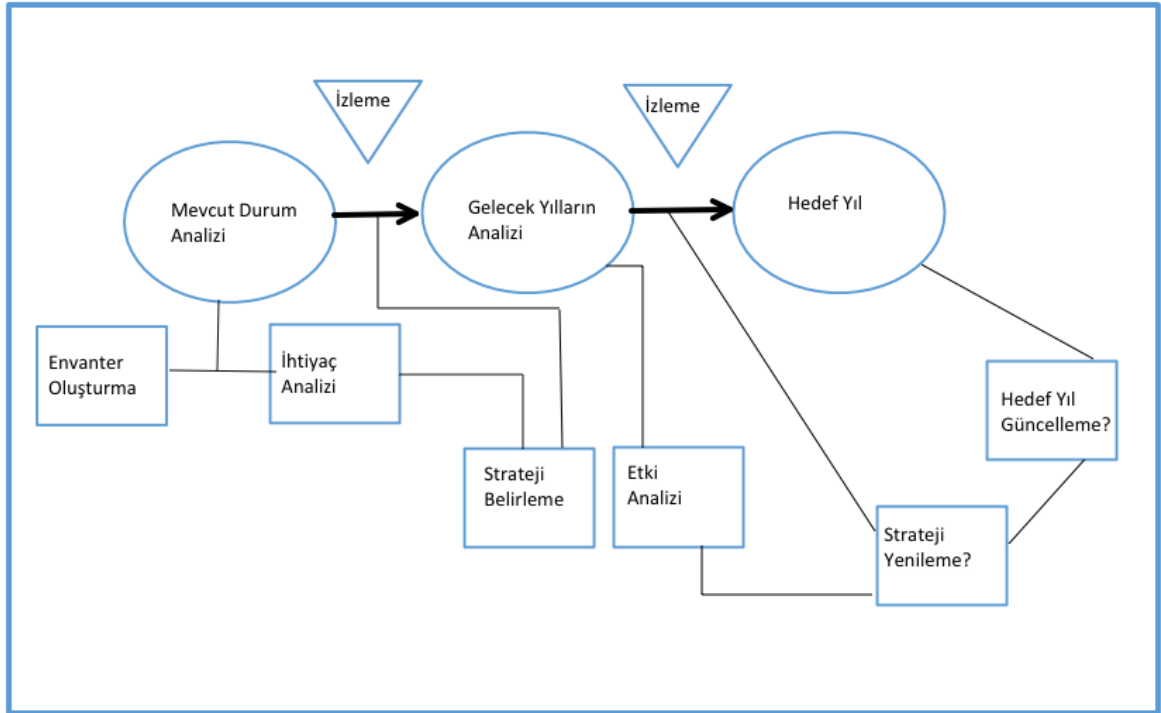 İzleme
İzleme
Mevcut Durum
Analizi
Gelecek Yılların
Analizi
Hedef Yıl
Envanter
Oluşturma
İhtiyaç
Analizi
Strateji
Belirleme
Etki
Analizi
Hedef Yıl
Güncelleme?
Strateji
Yenileme?